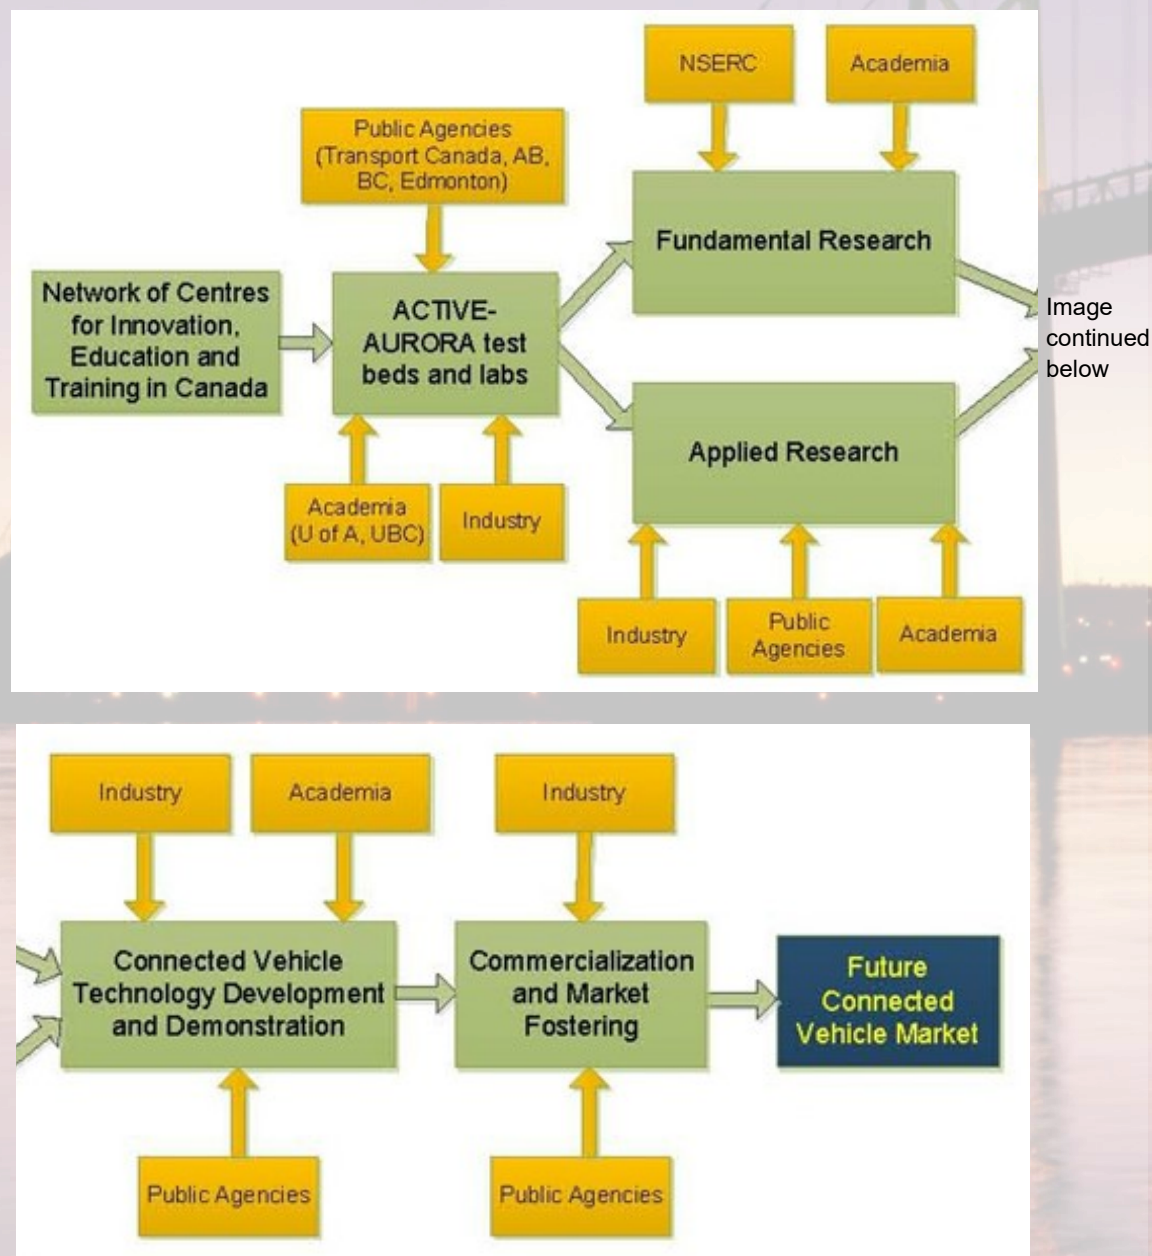 NSERC
Academia
Public Agencies
(Transport Canada, AB,
BC, Edmonton)
Fundamental Research
Network of Centres
for Innovation,
Education and
Training in Canada
ACTIVE-
AURORA test
beds and labs
Image
continued
below
Applied Research
Academia
(U of A, UBC)
Industry
Industry
Public
Agencies
Academia
Industry
Academia
Industry
Connected Vehicle
Technology Development
and Demonstration
Commercialization
and Market
Fostering
Future
Connected
Vehicle Market
Public Agencies
Public Agencies